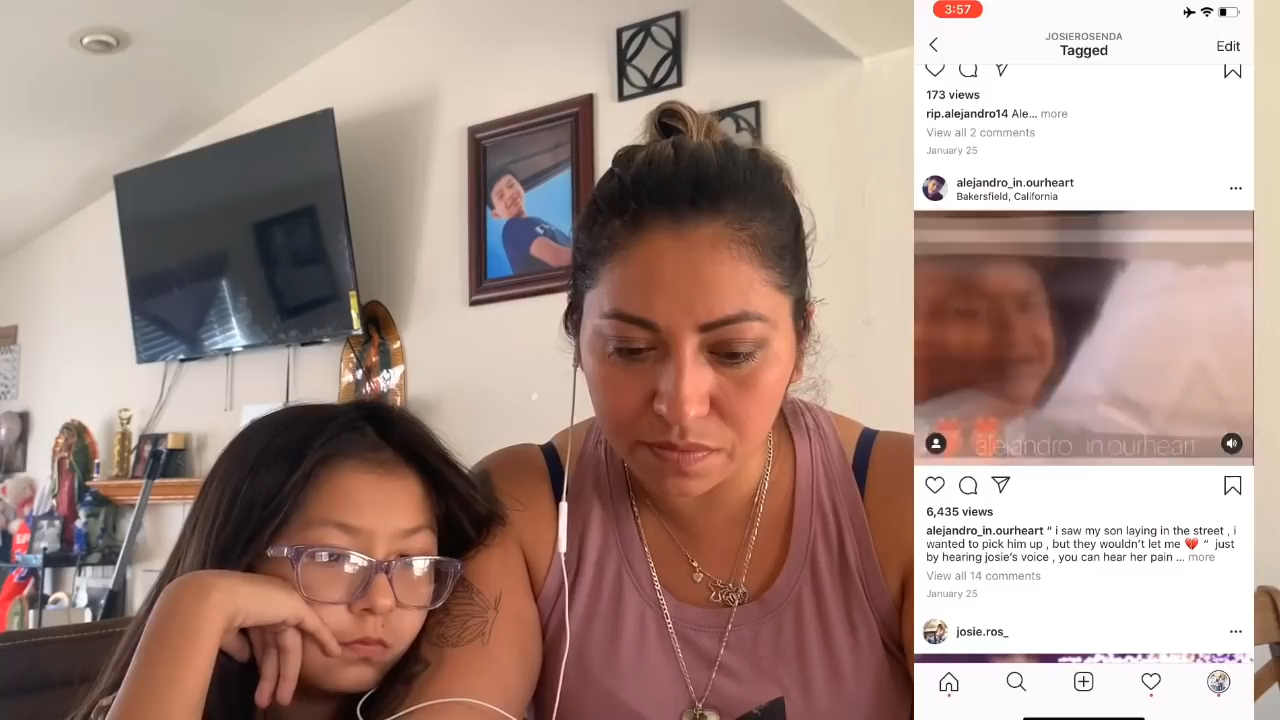 3:57
JOSIEROSENDA
Tagged
Edit
173 views
rip.alejandro14 Ale... more
View all 2 comments
January 25
alejandro_in.ourheart
Bakersfield, California
alejandro_in.ourheart
6,435 views
alejandro_in.ourheart “ i saw my son laying in the street , i
wanted to pick him up , but they wouldn't let me 💔 “ just
by hearing josie's voice , you can hear her pain ... more
View all 14 comments
January 25
josie.ros_